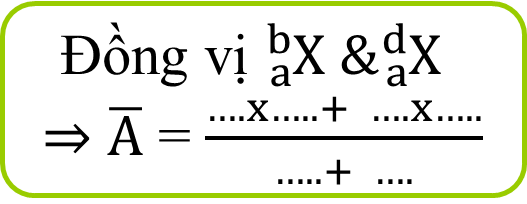 Đồng vị ᵇₐX & ᵈₐX
⇒ A̅ = ....x.....+ ....x..... / .....+ ....